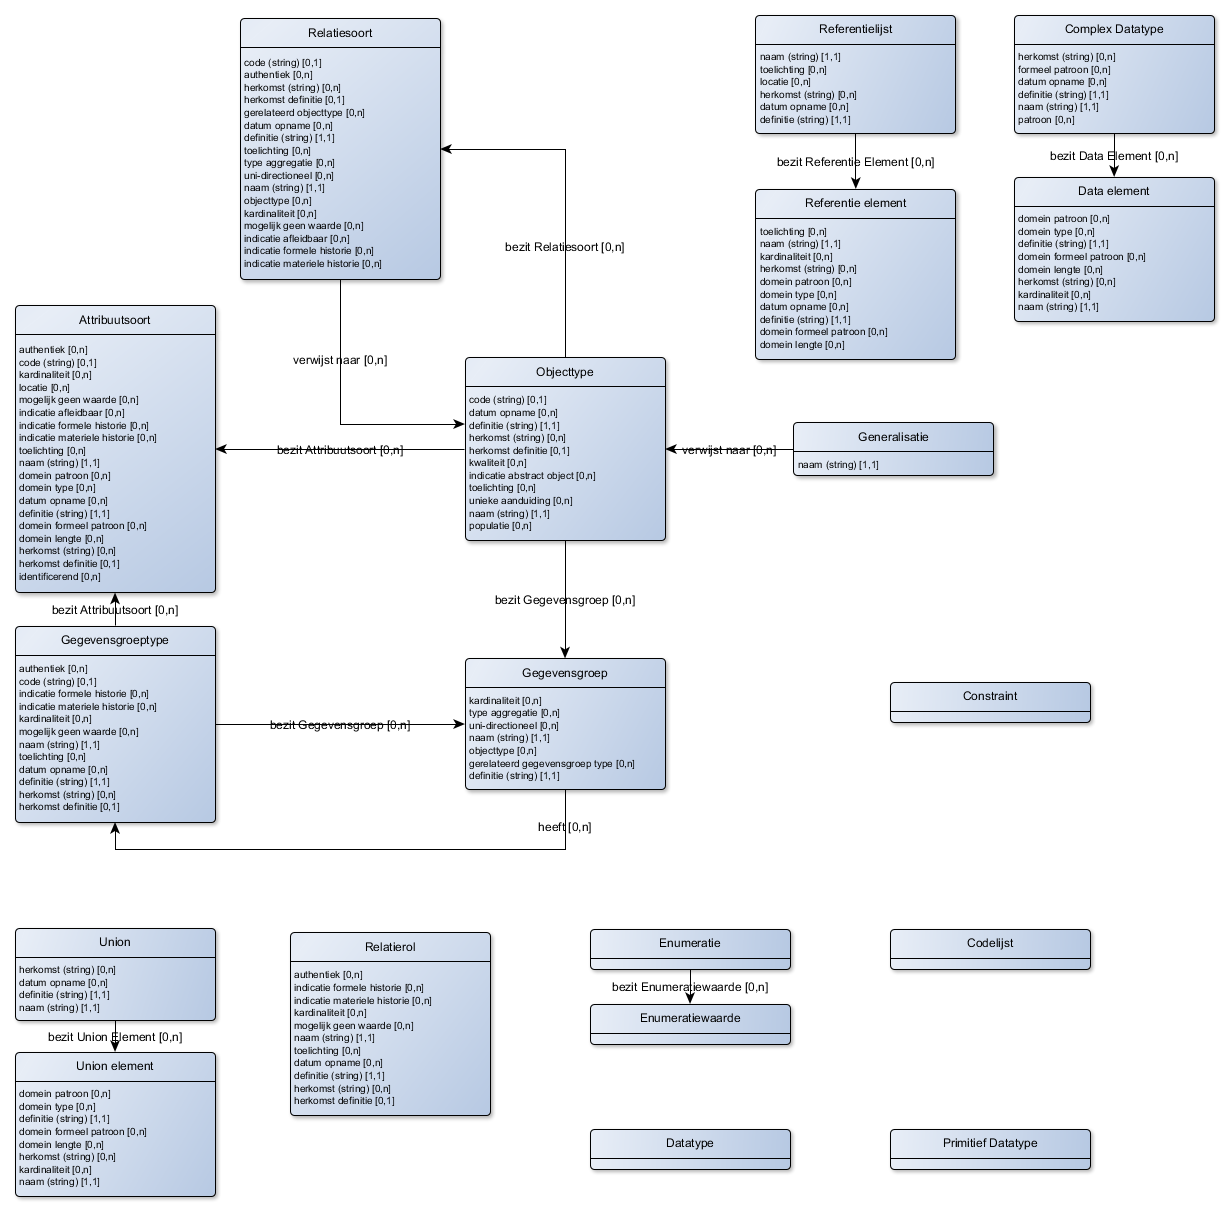 Relatiesoort
code (string) [0,1]
authentiek [0,n]
herkomst (string) [0,n]
herkomst definitie [0,1]
gerelateerd objecttype [0,n]
datum opname [0,n]
definitie (string) [1,1]
toelichting [0,n]
type aggregatie [0,n]
uni-directioneel [0,n]
naam (string) [1,1]
objecttype [0,n]
kardinaliteit [0,n]
mogelijk geen waarde [0,n]
indicatie afleidbaar [0,n]
indicatie formele historie [0,n]
indicatie materiele historie [0,n]
Referentielijst
naam (string) [1,1]
toelichting [0,n]
locatie [0,n]
herkomst (string) [0,n]
datum opname [0,n]
definitie (string) [1,1]
bezit Referentie Element [0,n]
Referentie element
toelichting [0,n]
naam (string) [1,1]
kardinaliteit [0,n]
herkomst (string) [0,n]
domein patroon [0,n]
domein type [0,n]
datum opname [0,n]
definitie (string) [1,1]
domein formeel patroon [0,n]
domein lengte [0,n]
Complex Datatype
herkomst (string) [0,n]
formeel patroon [0,n]
datum opname [0,n]
definitie (string) [1,1]
naam (string) [1,1]
patroon [0,n]
bezit Data Element [0,n]
Data element
domein patroon [0,n]
domein type [0,n]
definitie (string) [1,1]
domein formeel patroon [0,n]
domein lengte [0,n]
herkomst (string) [0,n]
kardinaliteit [0,n]
naam (string) [1,1]
bezit Relatiesoort [0,n]
verwijst naar [0,n]
Attribuutsoort
authentiek [0,n]
code (string) [0,1]
kardinaliteit [0,n]
locatie [0,n]
mogelijk geen waarde [0,n]
indicatie afleidbaar [0,n]
indicatie formele historie [0,n]
indicatie materiele historie [0,n]
toelichting [0,n]
naam (string) [1,1]
domein patroon [0,n]
domein type [0,n]
datum opname [0,n]
definitie (string) [1,1]
domein formeel patroon [0,n]
domein lengte [0,n]
herkomst (string) [0,n]
herkomst definitie [0,1]
identificerend [0,n]
bezit Attribuutsoort [0,n]
Objecttype
code (string) [0,1]
datum opname [0,n]
definitie (string) [1,1]
herkomst (string) [0,n]
herkomst definitie [0,1]
kwaliteit [0,n]
indicatie abstract object [0,n]
toelichting [0,n]
unieke aanduiding [0,n]
naam (string) [1,1]
populatie [0,n]
verwijst naar [0,n]
Generalisatie
naam (string) [1,1]
bezit Attribuutsoort [0,n]
bezit Gegevensgroep [0,n]
Gegevensgroeptype
authentiek [0,n]
code (string) [0,1]
indicatie formele historie [0,n]
indicatie materiele historie [0,n]
kardinaliteit [0,n]
mogelijk geen waarde [0,n]
naam (string) [1,1]
toelichting [0,n]
datum opname [0,n]
definitie (string) [1,1]
herkomst (string) [0,n]
herkomst definitie [0,1]
bezit Gegevensgroep [0,n]
Gegevensgroep
kardinaliteit [0,n]
type aggregatie [0,n]
uni-directioneel [0,n]
naam (string) [1,1]
objecttype [0,n]
gerelateerd gegevensgroep type [0,n]
definitie (string) [1,1]
heeft [0,n]
Constraint
Union
herkomst (string) [0,n]
datum opname [0,n]
definitie (string) [1,1]
naam (string) [1,1]
bezit Union Element [0,n]
Union element
domein patroon [0,n]
domein type [0,n]
definitie (string) [1,1]
domein formeel patroon [0,n]
domein lengte [0,n]
herkomst (string) [0,n]
kardinaliteit [0,n]
naam (string) [1,1]
Relatierol
authentiek [0,n]
indicatie formele historie [0,n]
indicatie materiele historie [0,n]
kardinaliteit [0,n]
mogelijk geen waarde [0,n]
naam (string) [1,1]
toelichting [0,n]
datum opname [0,n]
definitie (string) [1,1]
herkomst (string) [0,n]
herkomst definitie [0,1]
Enumeratie
bezit Enumeratiewaarde [0,n]
Enumeratiewaarde
Codelijst
Datatype
Primitief Datatype